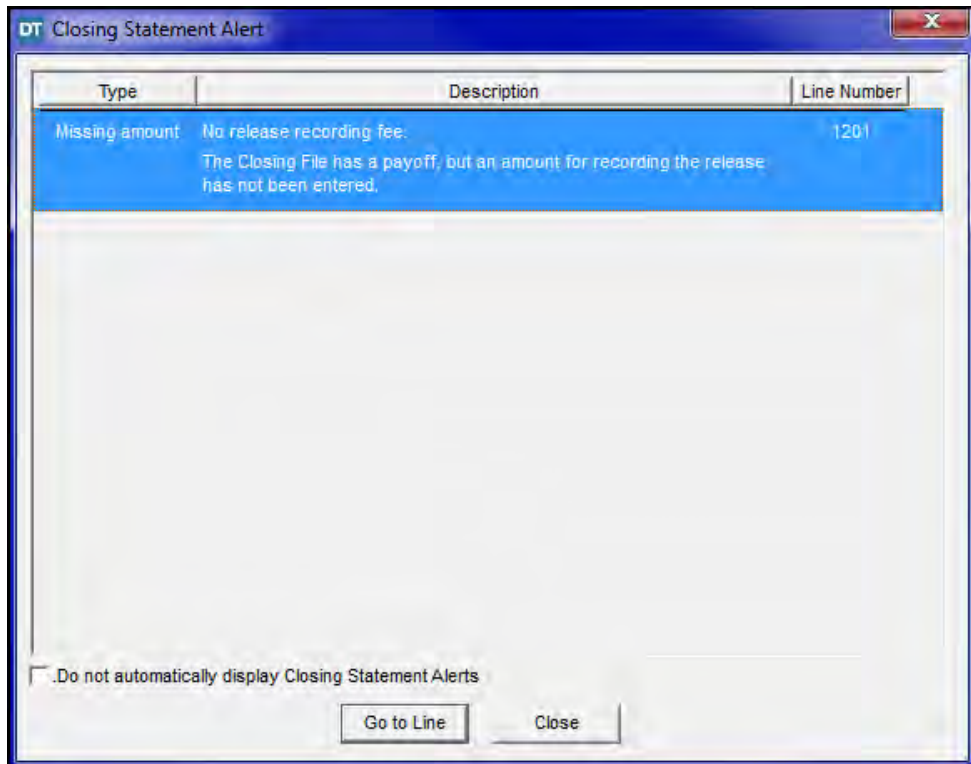 DT Closing Statement Alert
X
Type Description Line Number
Missing amount No release recording fee. 1201
The Closing File has a payoff, but an amount for recording the release
has not been entered.
.Do not automatically display Closing Statement Alerts
Go to Line Close